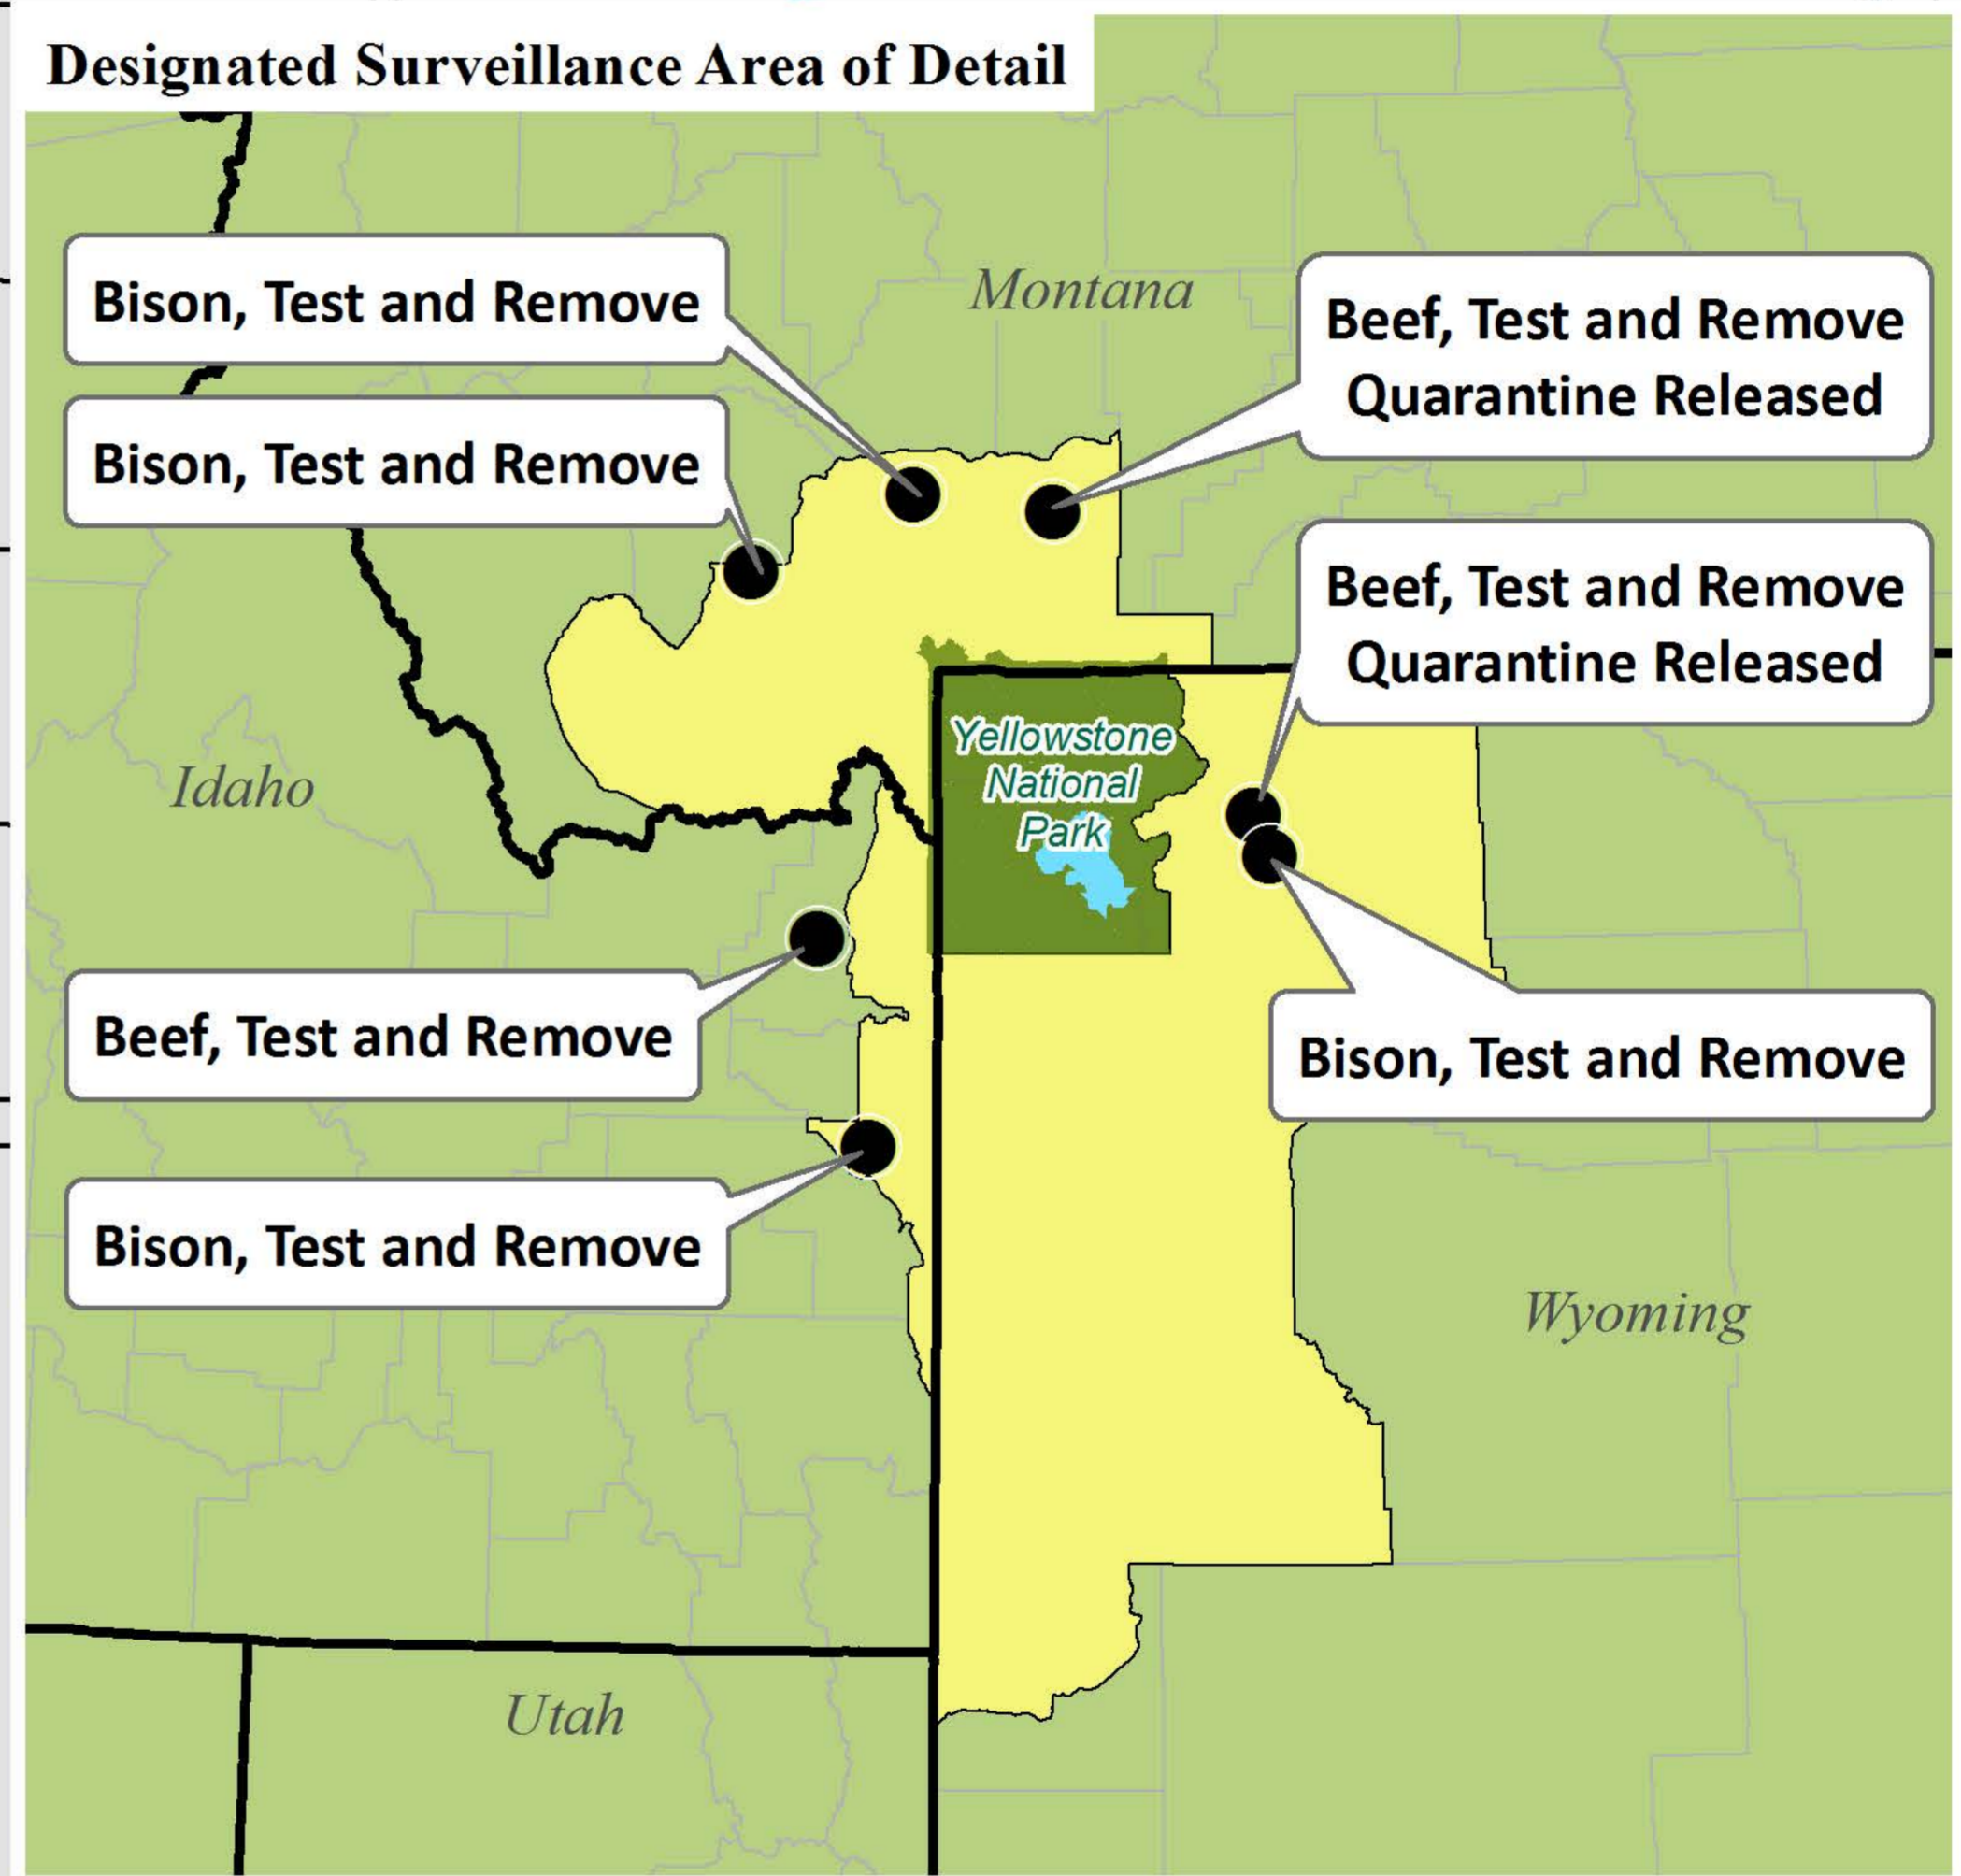 Designated Surveillance Area of Detail
Bison, Test and Remove
Montana
Beef, Test and Remove
Quarantine Released
Bison, Test and Remove
Beef, Test and Remove
Quarantine Released
Yellowstone
National
Park
Idaho
Beef, Test and Remove
Bison, Test and Remove
Bison, Test and Remove
Wyoming
Utah